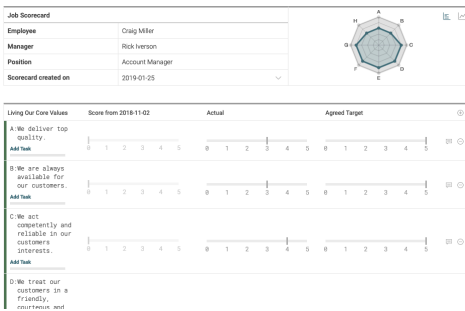 Job Scorecard
Employee Craig Miller
Manager Rick Iverson
Position Account Manager
Scorecard created on 2019-01-25
A
B
C
D
E
F
G
H
Living Our Core Values Score from 2018-11-02 Actual Agreed Target
A:We deliver top
quality.
Add Task
0 1 2 3 4 5 0 1 2 3 4 5 0 1 2 3 4 5
B:We are always
available for
our customers.
Add Task
0 1 2 3 4 5 0 1 2 3 4 5 0 1 2 3 4 5
C:We act
competently and
reliable in our
customers
interests.
Add Task
0 1 2 3 4 5 0 1 2 3 4 5 0 1 2 3 4 5
D:We treat our
customers in a
friendly,
courteous and